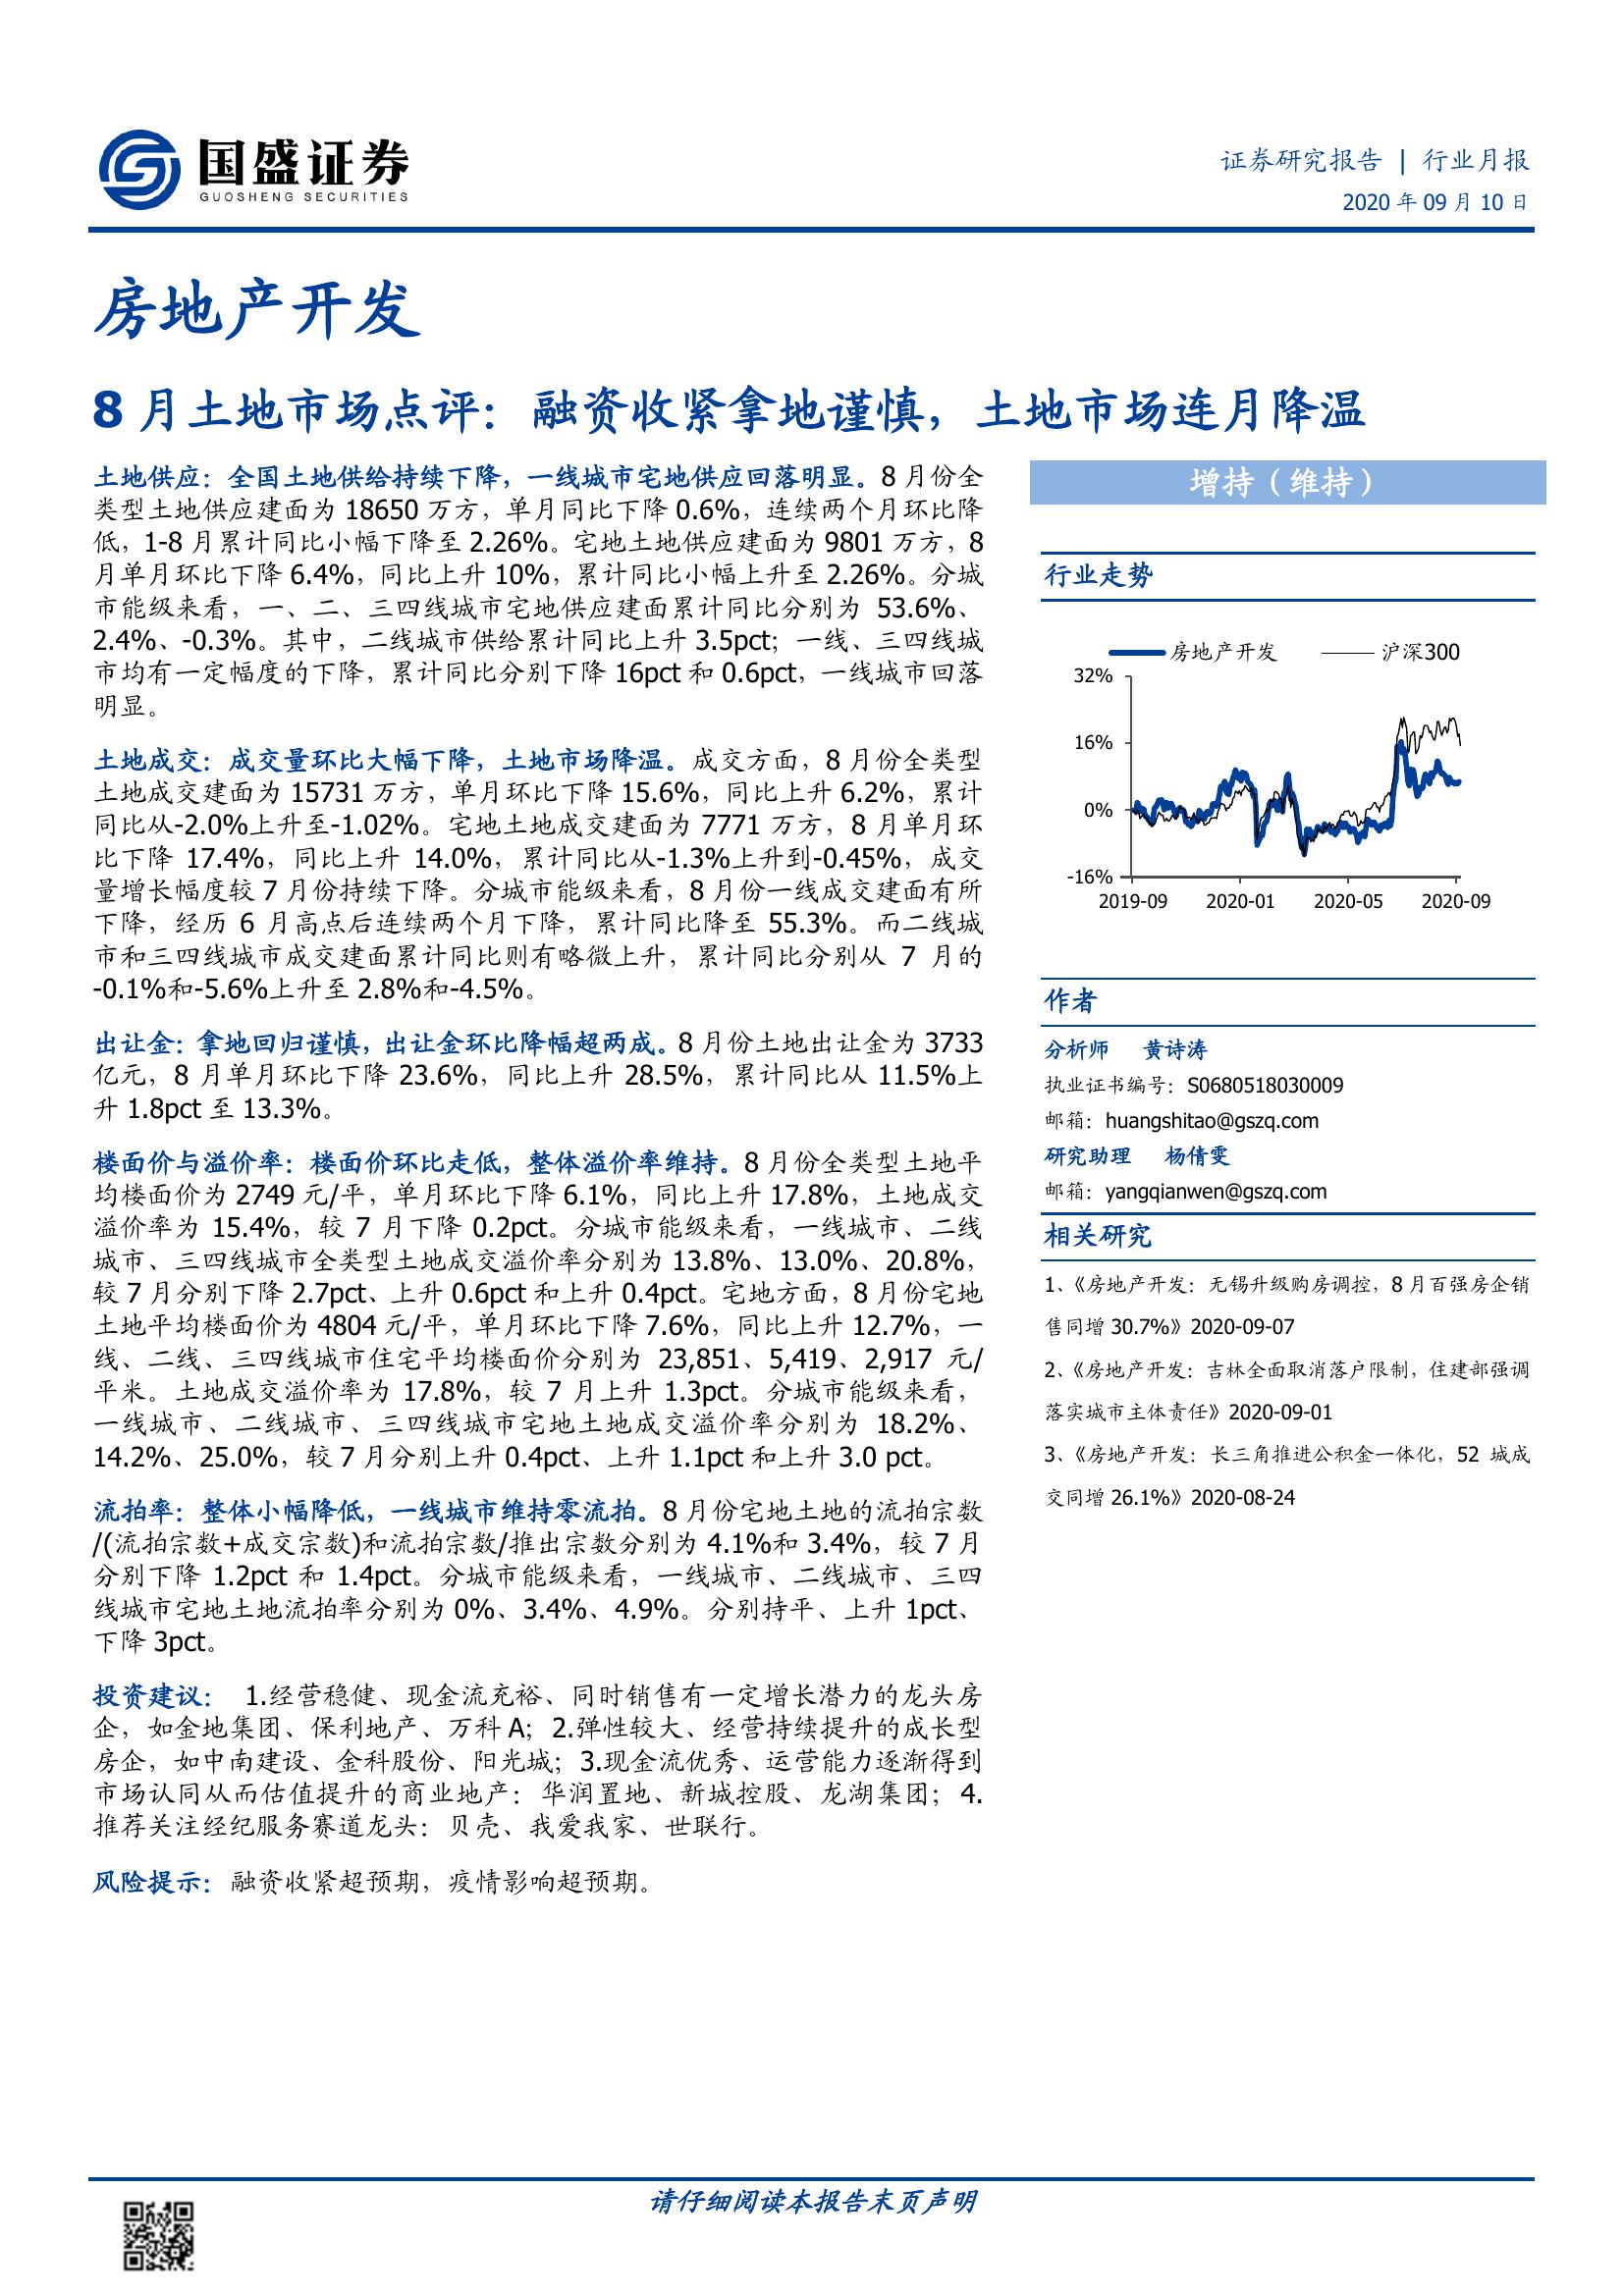 国盛证券
GUOSHENG SECURITIES
证券研究报告 | 行业月报
2020 年 09 月 10 日
房地产开发
8 月土地市场点评：融资收紧拿地谨慎，土地市场连月降温
土地供应：全国土地供给持续下降，一线城市宅地供应回落明显。8 月份全
类型土地供应建面为 18650 万方，单月同比下降 0.6%，连续两个月环比降
低，1-8 月累计同比小幅下降至 2.26%。宅地土地供应建面为 9801 万方，8
月单月环比下降 6.4%，同比上升 10%，累计同比小幅上升至 2.26%。分城
市能级来看，一、二、三四线城市宅地供应建面累计同比分别为 53.6%、
2.4%、-0.3%。其中，二线城市供给累计同比上升 3.5pct；一线、三四线城
市均有一定幅度的下降，累计同比分别下降 16pct 和 0.6pct，一线城市回落
明显。
土地成交：成交量环比大幅下降，土地市场降温。成交方面，8 月份全类型
土地成交建面为 15731 万方，单月环比下降 15.6%，同比上升 6.2%，累计
同比从-2.0%上升至-1.02%。宅地土地成交建面为 7771 万方，8 月单月环
比下降 17.4%，同比上升 14.0%，累计同比从-1.3%上升到-0.45%，成交
量增长幅度较 7 月份持续下降。分城市能级来看，8 月份一线成交建面有所
下降，经历 6 月高点后连续两个月下降，累计同比降至 55.3%。而二线城
市和三四线城市成交建面累计同比则有略微上升，累计同比分别从 7 月的
-0.1%和-5.6%上升至 2.8%和-4.5%。
出让金：拿地回归谨慎，出让金环比降幅超两成。8 月份土地出让金为 3733
亿元，8 月单月环比下降 23.6%，同比上升 28.5%，累计同比从 11.5%上
升 1.8pct 至 13.3%。
楼面价与溢价率：楼面价环比走低，整体溢价率维持。8 月份全类型土地平
均楼面价为 2749 元/平，单月环比下降 6.1%，同比上升 17.8%，土地成交
溢价率为 15.4%，较 7 月下降 0.2pct。分城市能级来看，一线城市、二线
城市、三四线城市全类型土地成交溢价率分别为 13.8%、13.0%、20.8%，
较 7 月分别下降 2.7pct、上升 0.6pct 和上升 0.4pct。宅地方面，8 月份宅地
土地平均楼面价为 4804 元/平，单月环比下降 7.6%，同比上升 12.7%，一
线、二线、三四线城市住宅平均楼面价分别为 23,851、5,419、2,917 元/
平米。土地成交溢价率为 17.8%，较 7 月上升 1.3pct。分城市能级来看，
一线城市、二线城市、三四线城市宅地土地成交溢价率分别为 18.2%、
14.2%、25.0%，较 7 月分别上升 0.4pct、上升 1.1pct 和上升 3.0 pct。
流拍率：整体小幅降低，一线城市维持零流拍。8 月份宅地土地的流拍宗数
/(流拍宗数+成交宗数)和流拍宗数/推出宗数分别为 4.1%和 3.4%，较 7 月
分别下降 1.2pct 和 1.4pct。分城市能级来看，一线城市、二线城市、三四
线城市宅地土地流拍率分别为 0%、3.4%、4.9%。分别持平、上升 1pct、
下降 3pct。
投资建议： 1.经营稳健、现金流充裕、同时销售有一定增长潜力的龙头房
企，如金地集团、保利地产、万科 A；2.弹性较大、经营持续提升的成长型
房企，如中南建设、金科股份、阳光城；3.现金流优秀、运营能力逐渐得到
市场认同从而估值提升的商业地产：华润置地、新城控股、龙湖集团；4.
推荐关注经纪服务赛道龙头：贝壳、我爱我家、世联行。
风险提示：融资收紧超预期，疫情影响超预期。
增持（维持）
行业走势
房地产开发 沪深300
32%
16%
0%
-16%
2019-09 2020-01 2020-05 2020-09
作者
分析师 黄诗涛
执业证书编号：S0680518030009
邮箱：huangshitao@gszq.com
研究助理 杨倩雯
邮箱：yangqianwen@gszq.com
相关研究
1、《房地产开发：无锡升级购房调控，8 月百强房企销
售同增 30.7%》2020-09-07
2、《房地产开发：吉林全面取消落户限制，住建部强调
落实城市主体责任》2020-09-01
3、《房地产开发：长三角推进公积金一体化，52 城成
交同增 26.1%》2020-08-24
请仔细阅读本报告末页声明